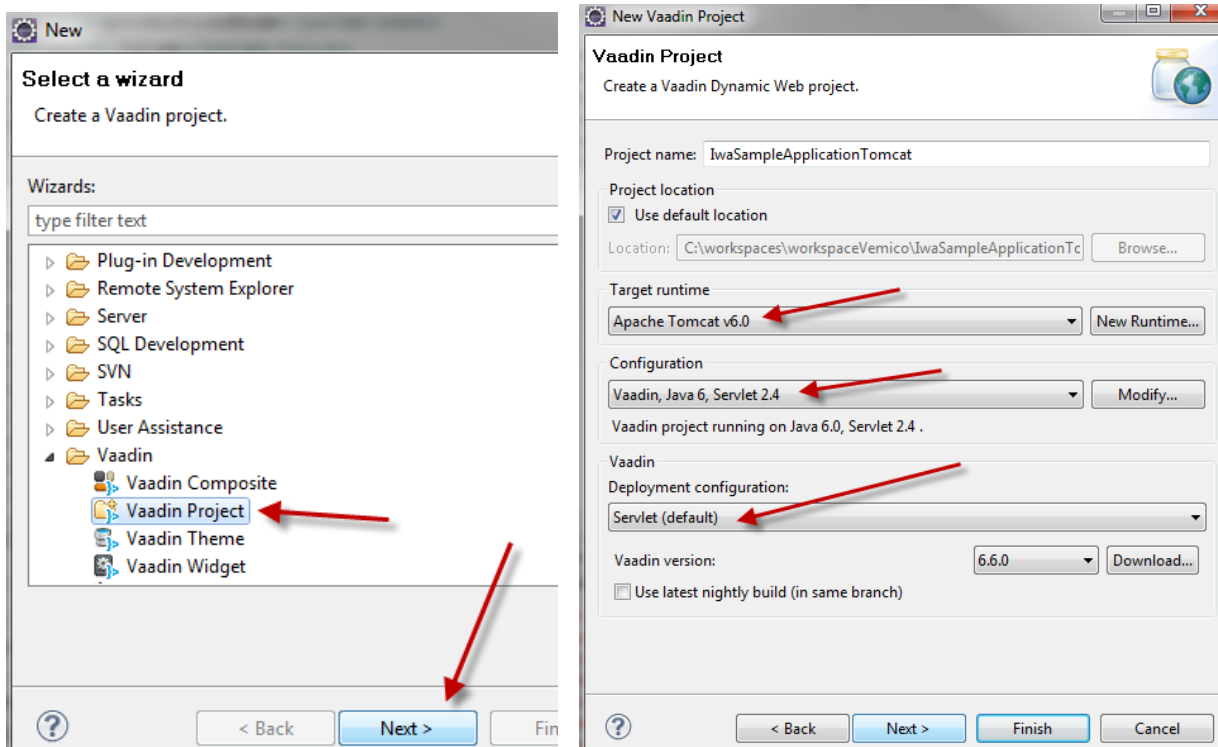 New
Select a wizard
Create a Vaadin project.
Wizards:
type filter text
Plug-in Development
Remote System Explorer
Server
SQL Development
SVN
Tasks
User Assistance
Vaadin
Vaadin Composite
Vaadin Project
Vaadin Theme
Vaadin Widget
? < Back Next > Fin
New Vaadin Project
Vaadin Project
Create a Vaadin Dynamic Web project.
Project name: IwaSampleApplicationTomcat
Project location
Use default location
Location: C:\workspaces\workspaceVemico\IwaSampleApplicationTc Browse...
Target runtime
Apache Tomcat v6.0 New Runtime...
Configuration
Vaadin, Java 6, Servlet 2.4 Modify...
Vaadin project running on Java 6.0, Servlet 2.4 .
Vaadin
Deployment configuration:
Servlet (default)
Vaadin version: 6.6.0 Download...
Use latest nightly build (in same branch)
? < Back Next > Finish Cancel